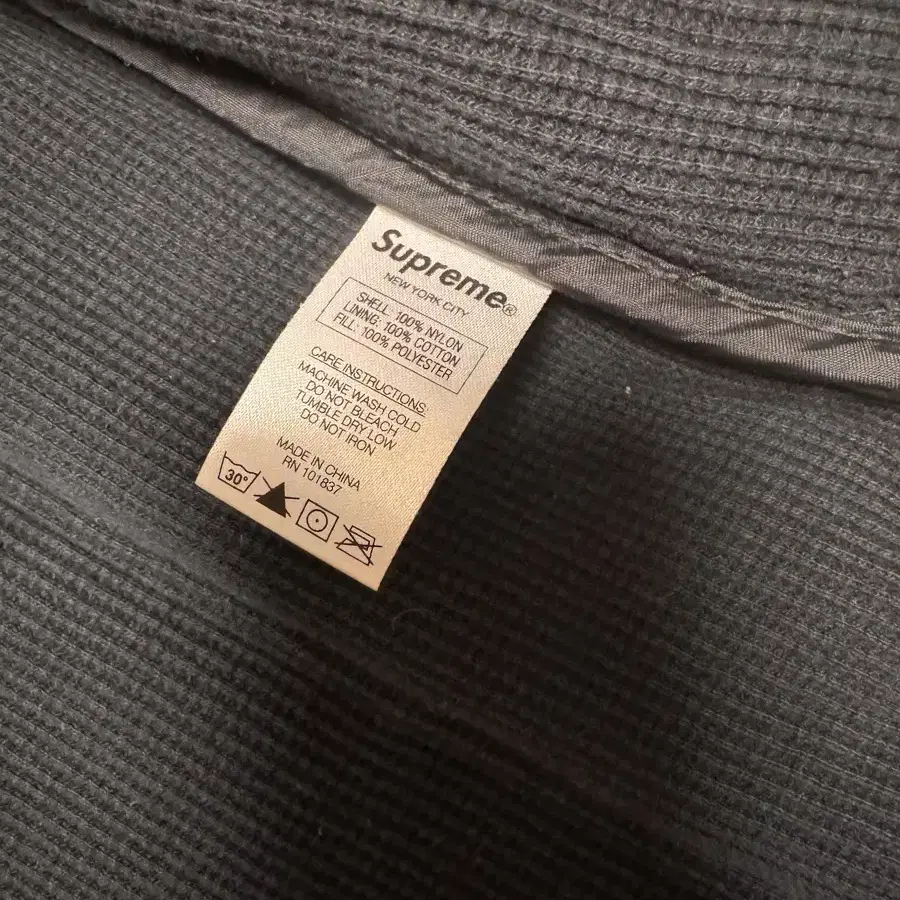 Supreme®
NEW YORK CITY
SHELL: 100% NYLON
LINING: 100% COTTON
FILL: 100% POLYESTER
CARE INSTRUCTIONS:
MACHINE WASH COLD
DO NOT BLEACH
TUMBLE DRY LOW
DO NOT IRON
MADE IN CHINA
RN 101837
30°